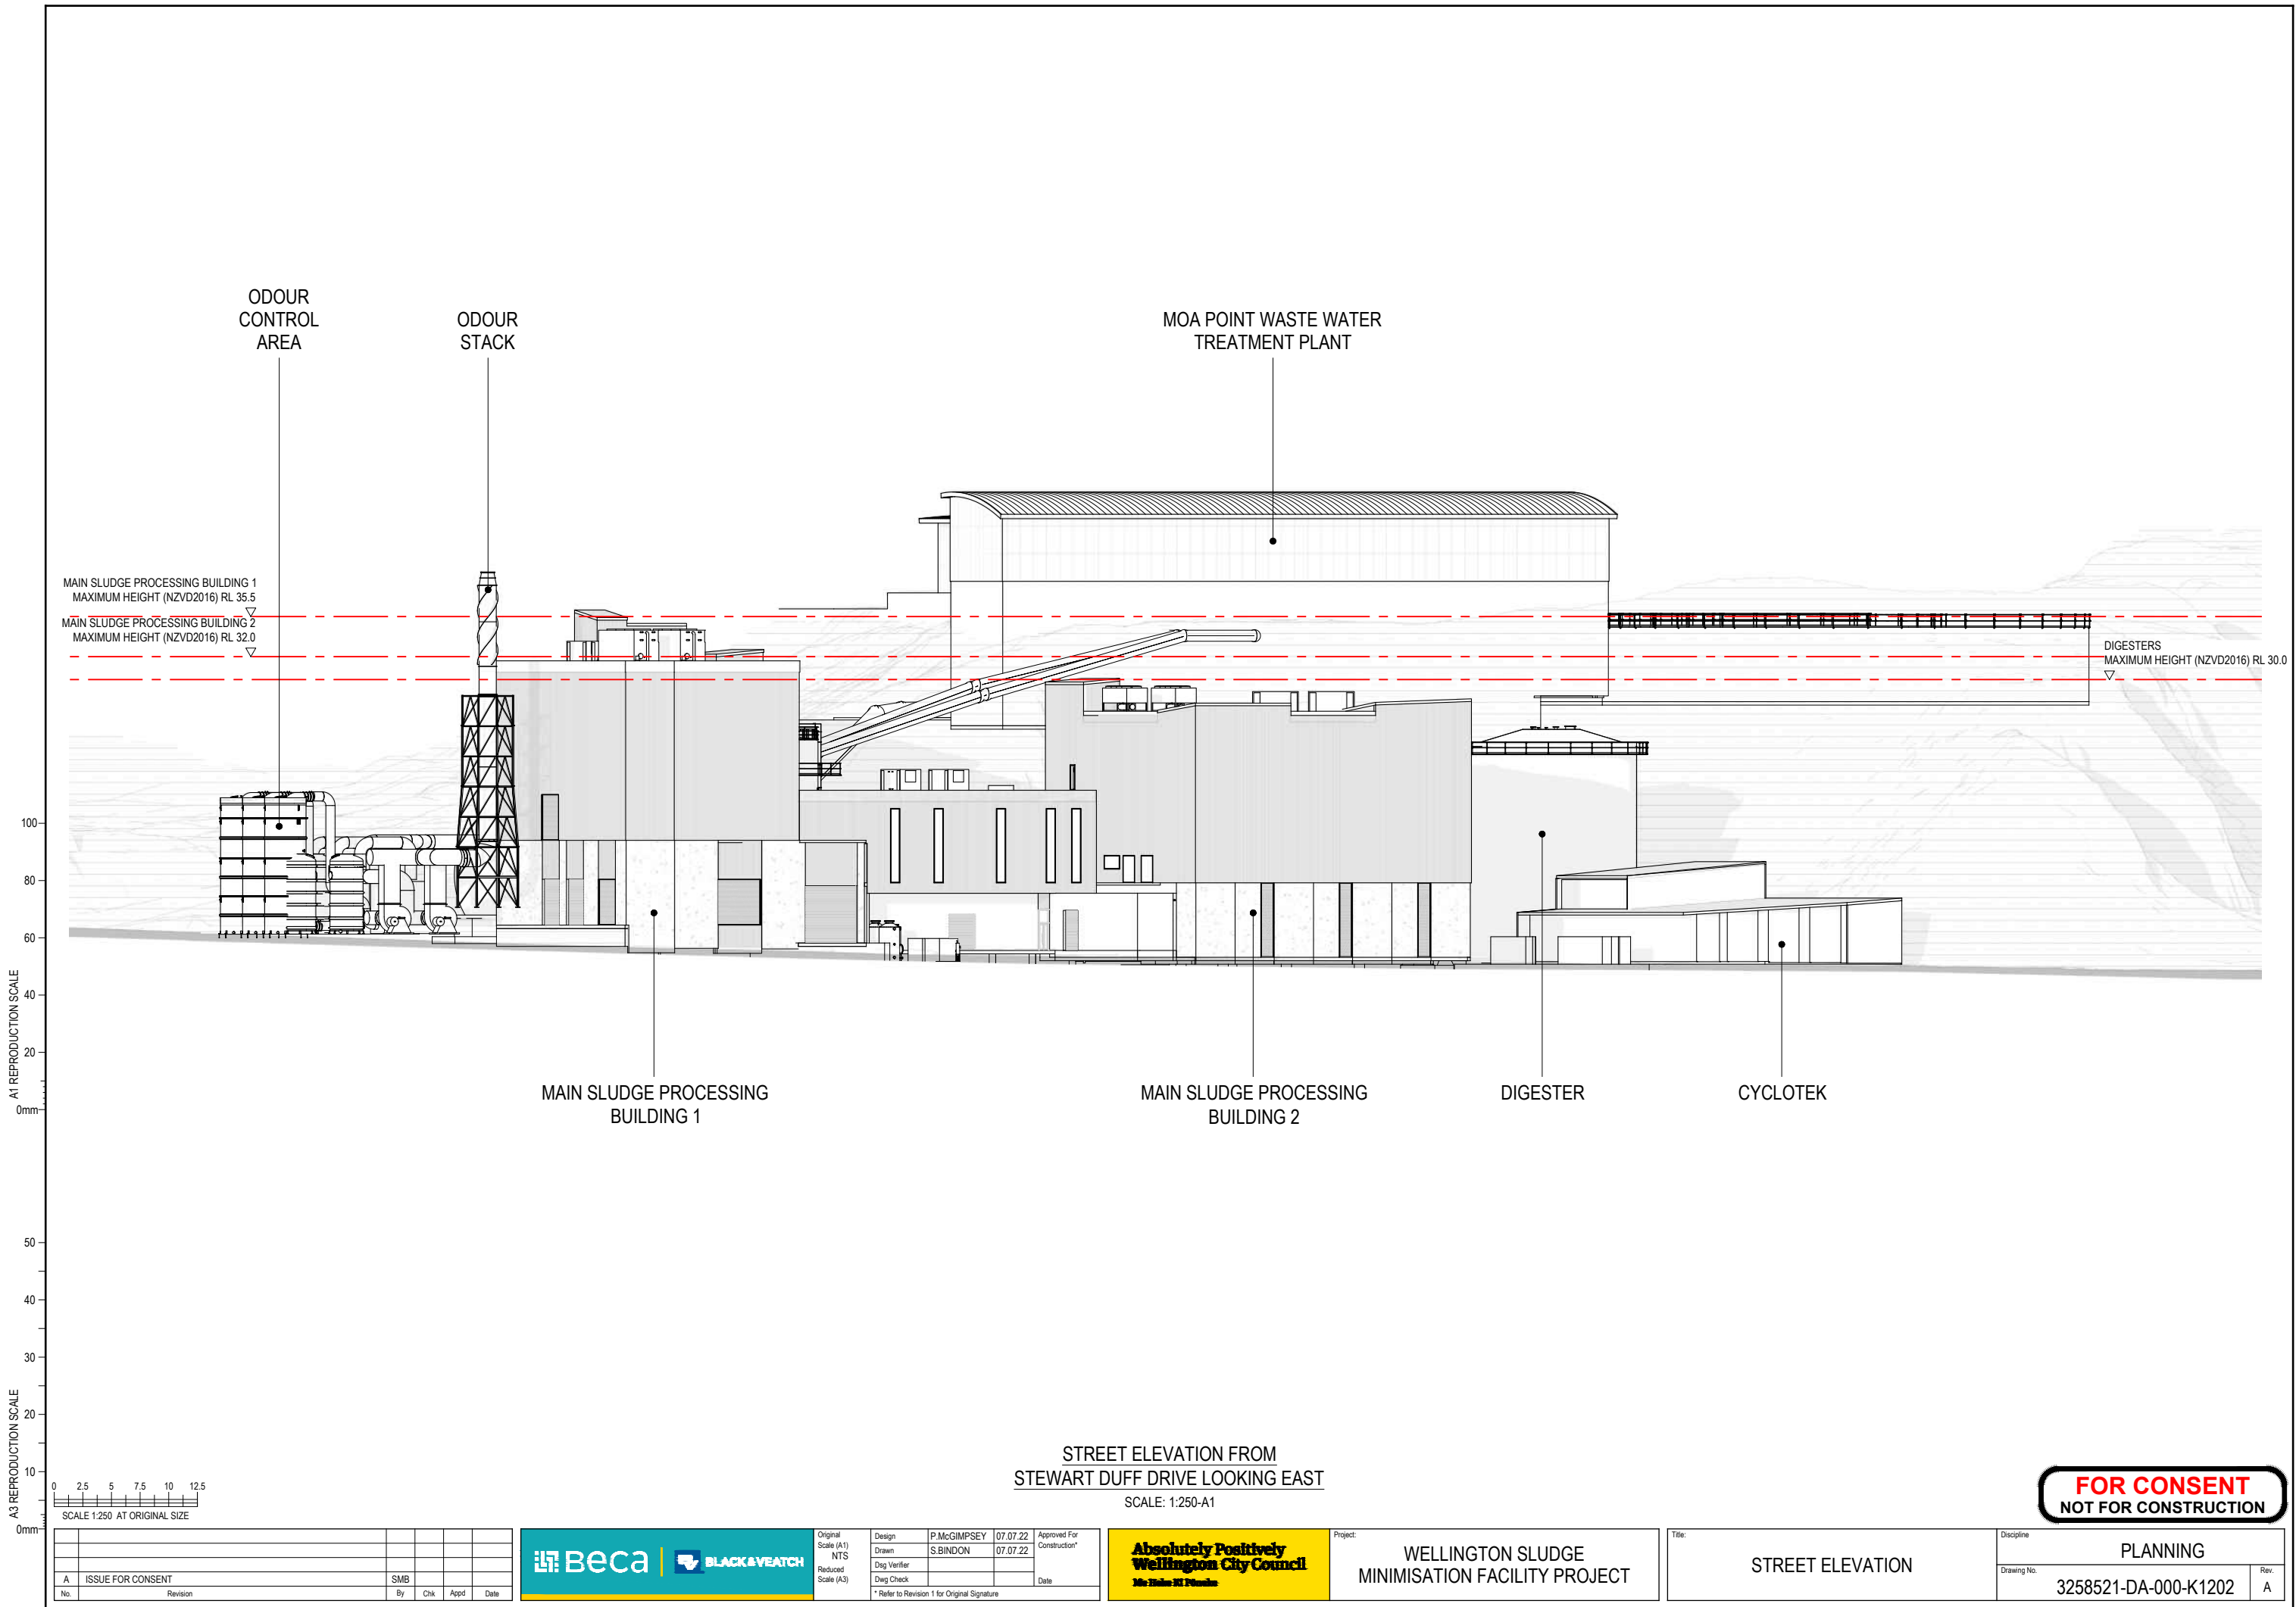 ODOUR
CONTROL
AREA
ODOUR
STACK
MOA POINT WASTE WATER
TREATMENT PLANT
MAIN SLUDGE PROCESSING BUILDING 1
MAXIMUM HEIGHT (NZVD2016) RL 35.5
MAIN SLUDGE PROCESSING BUILDING 2
MAXIMUM HEIGHT (NZVD2016) RL 32.0
DIGESTERS
MAXIMUM HEIGHT (NZVD2016) RL 30.0
100
80
60
40
20
0mm
A1 REPRODUCTION SCALE
MAIN SLUDGE PROCESSING
BUILDING 1
MAIN SLUDGE PROCESSING
BUILDING 2
DIGESTER
CYCLOTEK
50
40
30
20
10
0mm
A3 REPRODUCTION SCALE
STREET ELEVATION FROM
STEWART DUFF DRIVE LOOKING EAST
SCALE: 1:250-A1
0 2.5 5 7.5 10 12.5
SCALE 1:250 AT ORIGINAL SIZE
FOR CONSENT
NOT FOR CONSTRUCTION
A ISSUE FOR CONSENT SMB
No. Revision By Chk Appd Date
Beca BLACK & VEATCH
Original
Scale (A1)
NTS
Reduced
Scale (A3)
Design P.McGIMPSEY 07.07.22
Drawn S.BINDON 07.07.22
Dsg Verifier
Dwg Check
* Refer to Revision 1 for Original Signature
Approved For
Construction*
Date
Absolutely Positively
Wellington City Council
Me Heke Ki Pōneke
Project:
WELLINGTON SLUDGE
MINIMISATION FACILITY PROJECT
Title:
STREET ELEVATION
Discipline
PLANNING
Drawing No.
3258521-DA-000-K1202
Rev.
A